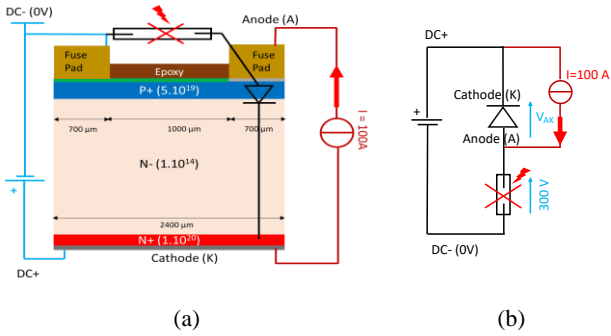 DC- (0V)
Anode (A)
Fuse
Pad
Fuse
Pad
Epoxy
P+ (5.10¹⁹)
700 µm
1000 µm
700 µm
N- (1.10¹⁴)
2400 µm
N+ (1.10²⁰)
Cathode (K)
+
DC+
I = 100A
(a)
DC+
I=100 A
Cathode (K)
+
V_AK
Anode (A)
300 V
DC- (0V)
(b)